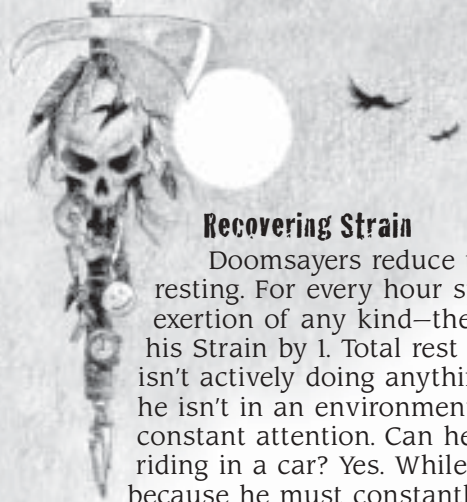 Recovering Strain
Doomsayers reduce t
resting. For every hour s
exertion of any kind—the
his Strain by 1. Total rest
isn't actively doing anythi
he isn't in an environmen
constant attention. Can he
riding in a car? Yes. While
because he must constantl